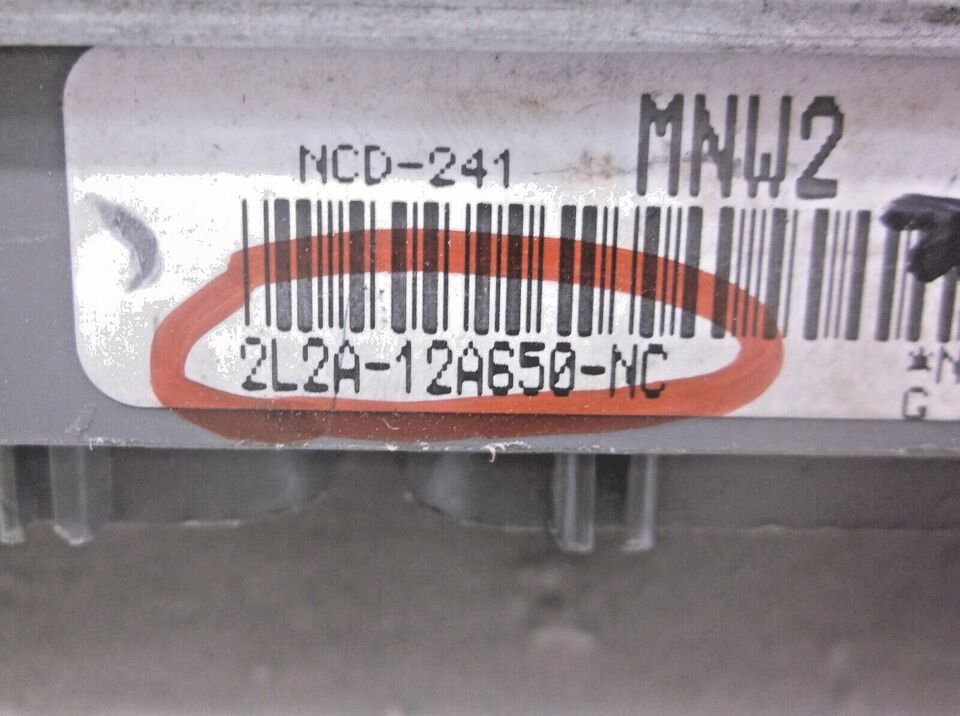 NCD-241
MNW2
2L2A-12A650-NC
*N
G